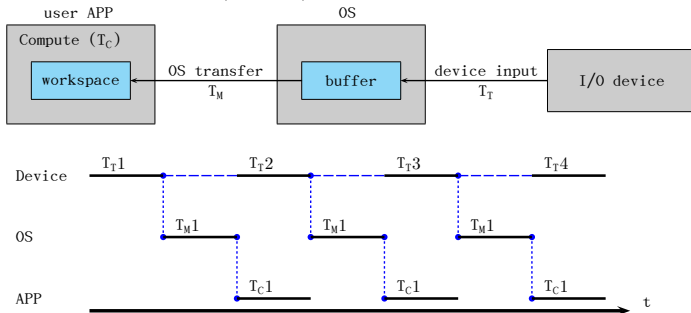 user APP
OS
Compute (T_C)
workspace
OS transfer
T_M
buffer
device input
T_T
I/O device
Device
T_T1
T_T2
T_T3
T_T4
OS
T_M1
T_M1
T_M1
APP
T_C1
T_C1
T_C1
t